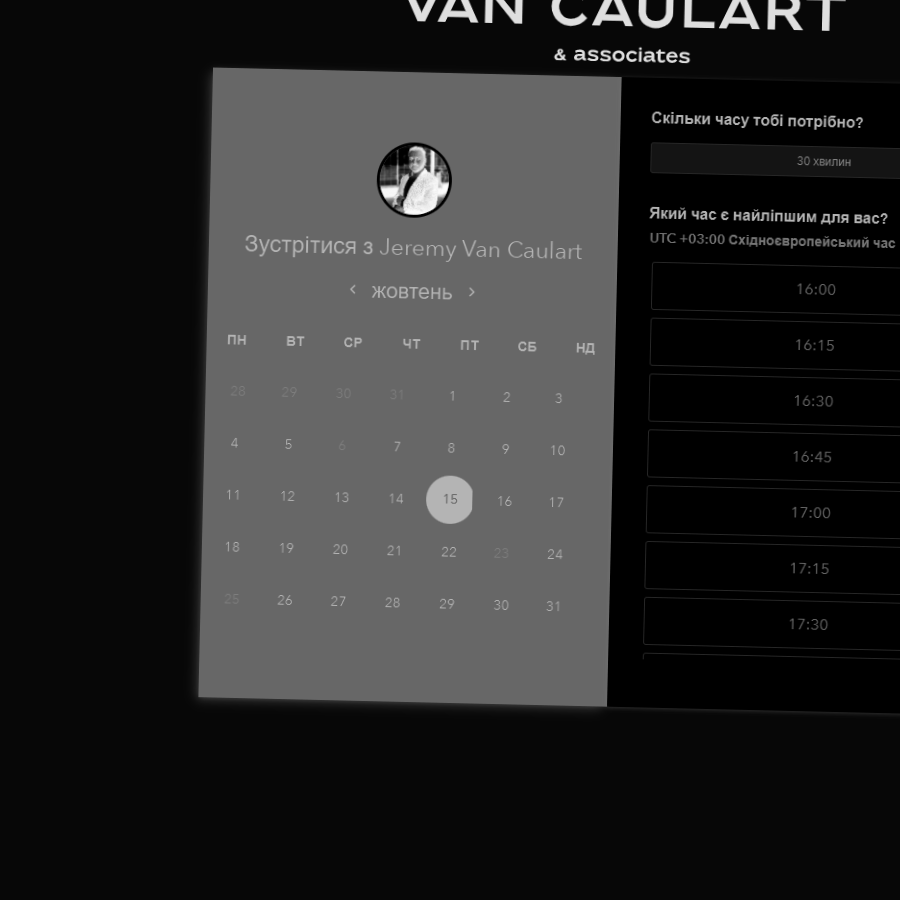 VAN CAULART
& associates
Зустрітися з Jeremy Van Caulart
жовтень
ПН ВТ СР ЧТ ПТ СБ НД
28 29 30 31 1 2 3
4 5 6 7 8 9 10
11 12 13 14 15 16 17
18 19 20 21 22 23 24
25 26 27 28 29 30 31
Скільки часу тобі потрібно?
30 хвилин
Який час є найліпшим для вас?
UTC +03:00 Східноєвропейський час
16:00
16:15
16:30
16:45
17:00
17:15
17:30